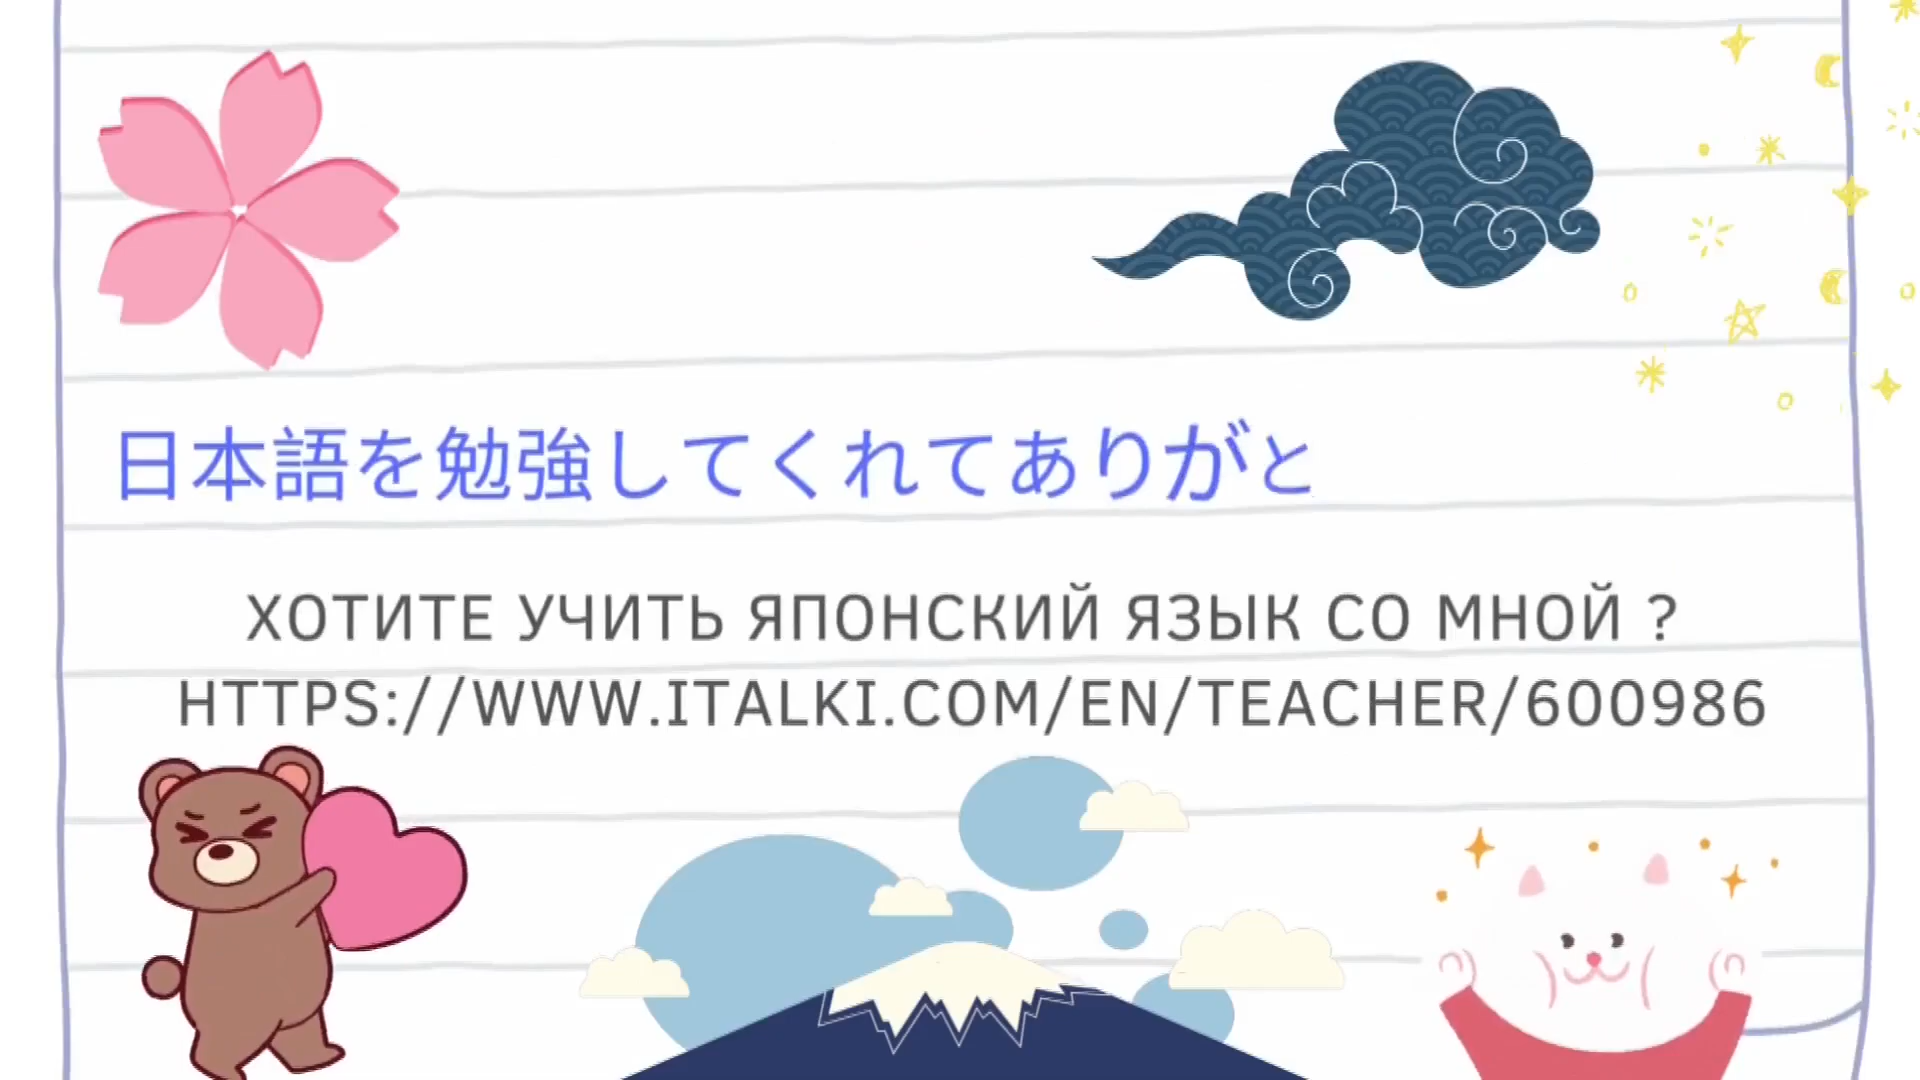 日本語を勉強してくれてありがと
ХОТИТЕ УЧИТЬ ЯПОНСКИЙ ЯЗЫК СО МНОЙ ?
HTTPS://WWW.ITALKI.COM/EN/TEACHER/600986